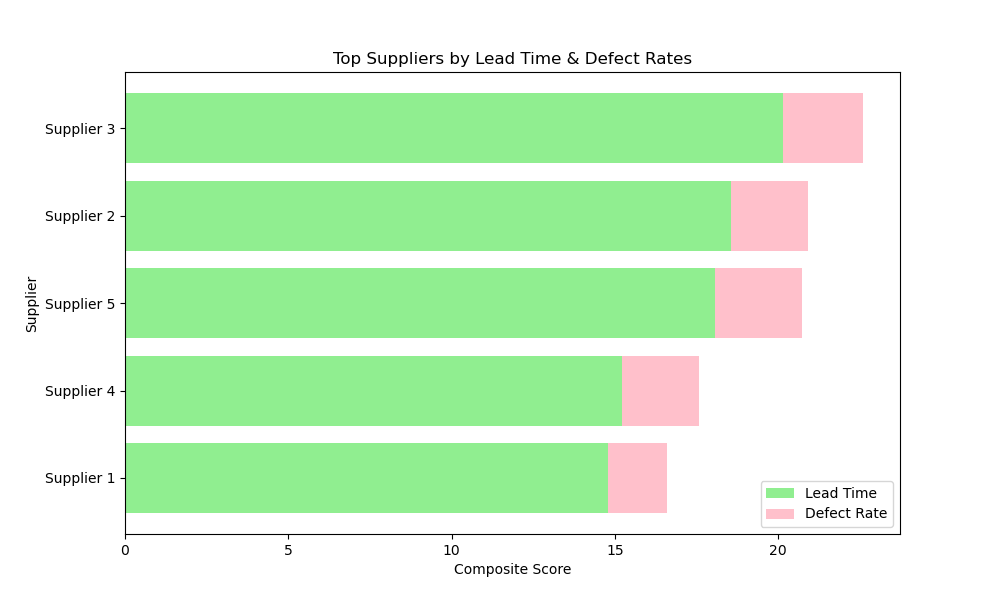 Top Suppliers by Lead Time & Defect Rates
Supplier
Supplier 3
Supplier 2
Supplier 5
Supplier 4
Supplier 1
Lead Time
Defect Rate
0 5 10 15 20
Composite Score